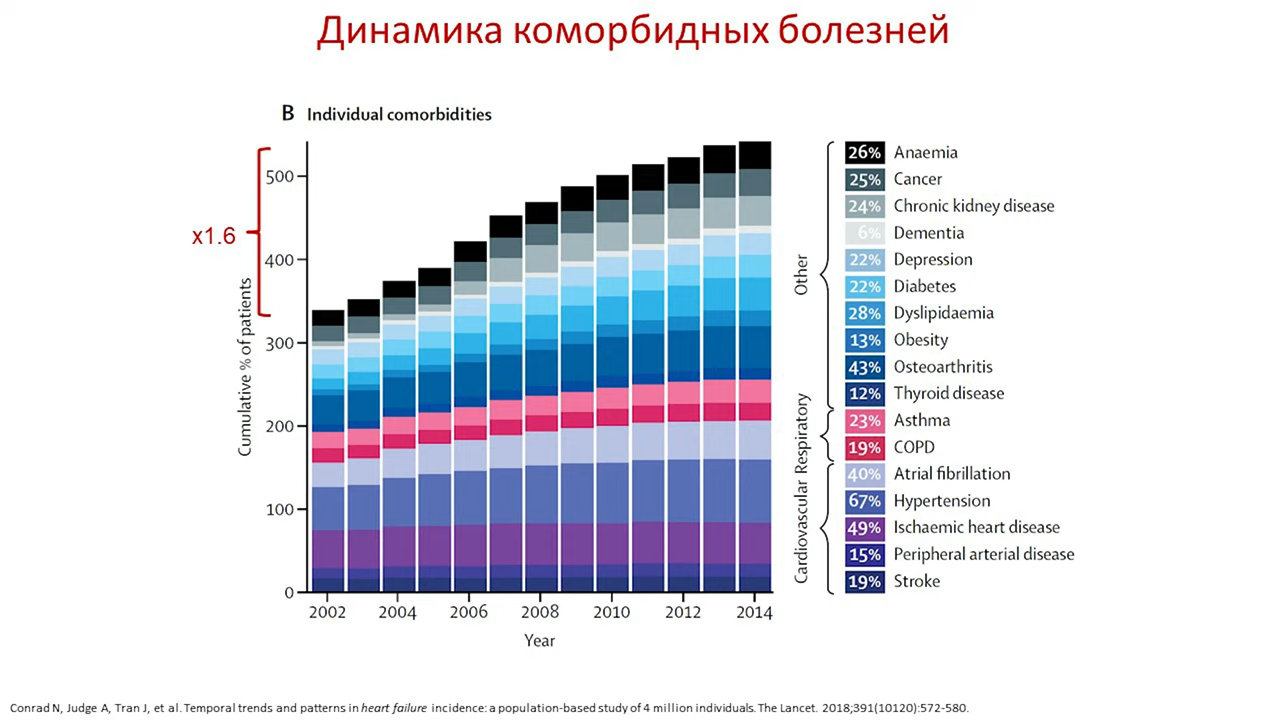 Динамика коморбидных болезней
B Individual comorbidities
x1.6
Cumulative % of patients
500
400
300
200
100
0
2002 2004 2006 2008 2010 2012 2014
Year
Other
Respiratory
Cardiovascular
26% Anaemia
25% Cancer
24% Chronic kidney disease
6% Dementia
22% Depression
22% Diabetes
28% Dyslipidaemia
13% Obesity
43% Osteoarthritis
12% Thyroid disease
23% Asthma
19% COPD
40% Atrial fibrillation
67% Hypertension
49% Ischaemic heart disease
15% Peripheral arterial disease
19% Stroke
Conrad N, Judge A, Tran J, et al. Temporal trends and patterns in heart failure incidence: a population-based study of 4 million individuals. The Lancet. 2018;391(10120):572-580.